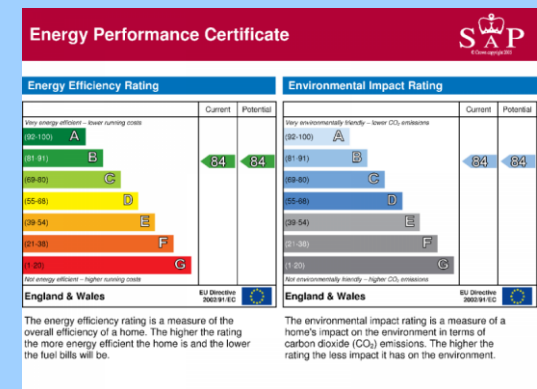 Energy Performance Certificate
SAP
© Crown copyright 2005
Energy Efficiency Rating
Current Potential
Very energy efficient – lower running costs
(92-100) A
(81-91) B
84 84
(69-80) C
(55-68) D
(39-54) E
(21-38) F
(1-20) G
Not energy efficient – higher running costs
England & Wales
EU Directive
2002/91/EC
The energy efficiency rating is a measure of the
overall efficiency of a home. The higher the rating
the more energy efficient the home is and the lower
the fuel bills will be.
Environmental Impact Rating
Current Potential
Very environmentally friendly – lower CO₂ emissions
(92-100) A
(81-91) B
84 84
(69-80) C
(55-68) D
(39-54) E
(21-38) F
(1-20) G
Not environmentally friendly – higher CO₂ emissions
England & Wales
EU Directive
2002/91/EC
The environmental impact rating is a measure of a
home's impact on the environment in terms of
carbon dioxide (CO₂) emissions. The higher the
rating the less impact it has on the environment.